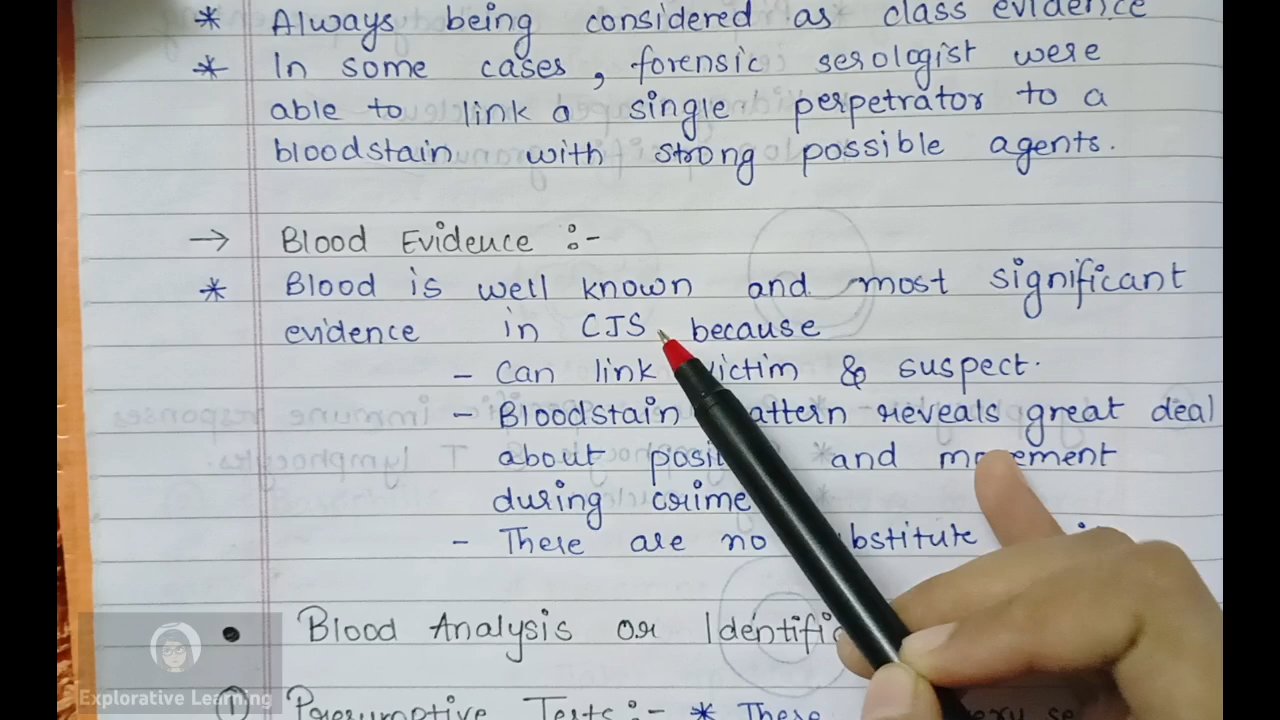 * Always being considered as class evidence
* In some cases, forensic serologist were
able to link a single perpetrator to a
bloodstain with strong possible agents.
→ Blood Evidence :-
* Blood is well known and most significant
evidence in CJS because
- Can link victim & suspect.
- Bloodstain pattern reveals great deal
about and movement
during crime
- There are no substitute
• Blood Analysis or
① Presumptive Tests :- * These
Explorative Learning